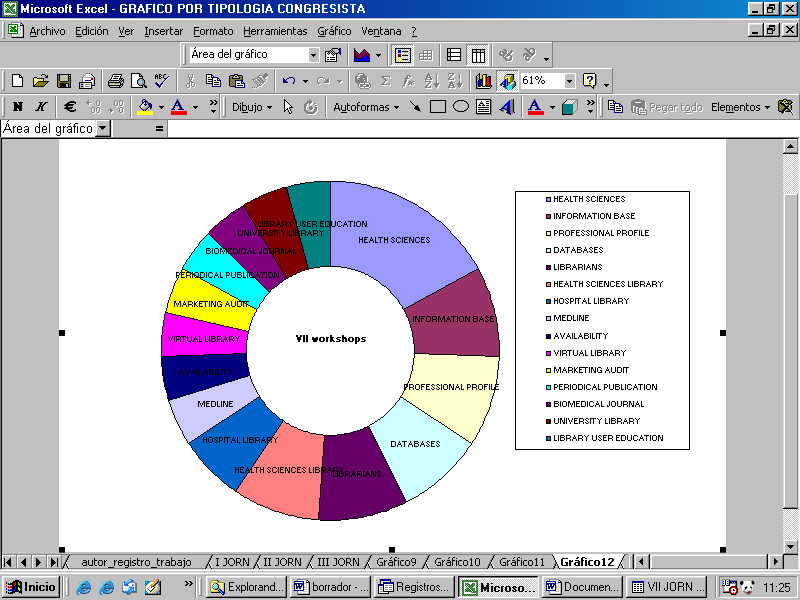 Microsoft Excel - GRAFICO POR TIPOLOGIA CONGRESISTA
Archivo Edición Ver Insertar Formato Herramientas Gráfico Ventana ?
Área del gráfico
ABC
Σ
fx
61%
N K €
Dibujo Autoformas
A
Pegar todo Elementos
Área del gráfico =
HEALTH SCIENCES
INFORMATION BASE
PROFESSIONAL PROFILE
DATABASES
LIBRARIANS
HEALTH SCIENCES LIBRARY
HOSPITAL LIBRARY
MEDLINE
AVAILABILITY
VIRTUAL LIBRARY
MARKETING AUDIT
PERIODICAL PUBLICATION
BIOMEDICAL JOURNAL
UNIVERSITY LIBRARY
LIBRARY USER EDUCATION
VII workshops
HEALTH SCIENCES
INFORMATION BASE
PROFESSIONAL PROFILE
DATABASES
LIBRARIANS
HEALTH SCIENCES LIBRARY
HOSPITAL LIBRARY
MEDLINE
AVAILABILITY
VIRTUAL LIBRARY
MARKETING AUDIT
PERIODICAL PUBLICATION
BIOMEDICAL JOURNAL
UNIVERSITY LIBRARY
LIBRARY USER EDUCATION
autor_registro_trabajo I JORN II JORN III JORN Gráfico9 Gráfico10 Gráfico11 Gráfico12
Inicio Explorand... borrador - ... Registros... Microso... Documen... VII JORN ... 11:25